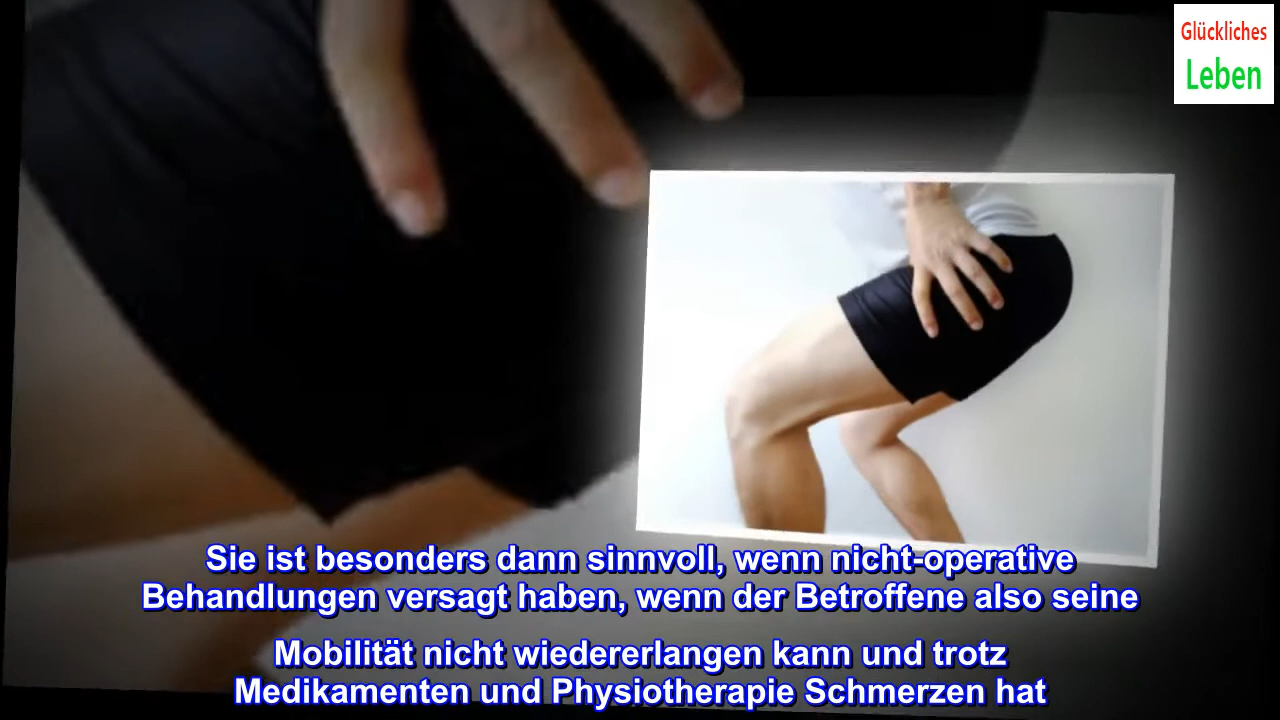 Glückliches
Leben
Sie ist besonders dann sinnvoll, wenn nicht-operative
Behandlungen versagt haben, wenn der Betroffene also seine
Mobilität nicht wiedererlangen kann und trotz
Medikamenten und Physiotherapie Schmerzen hat